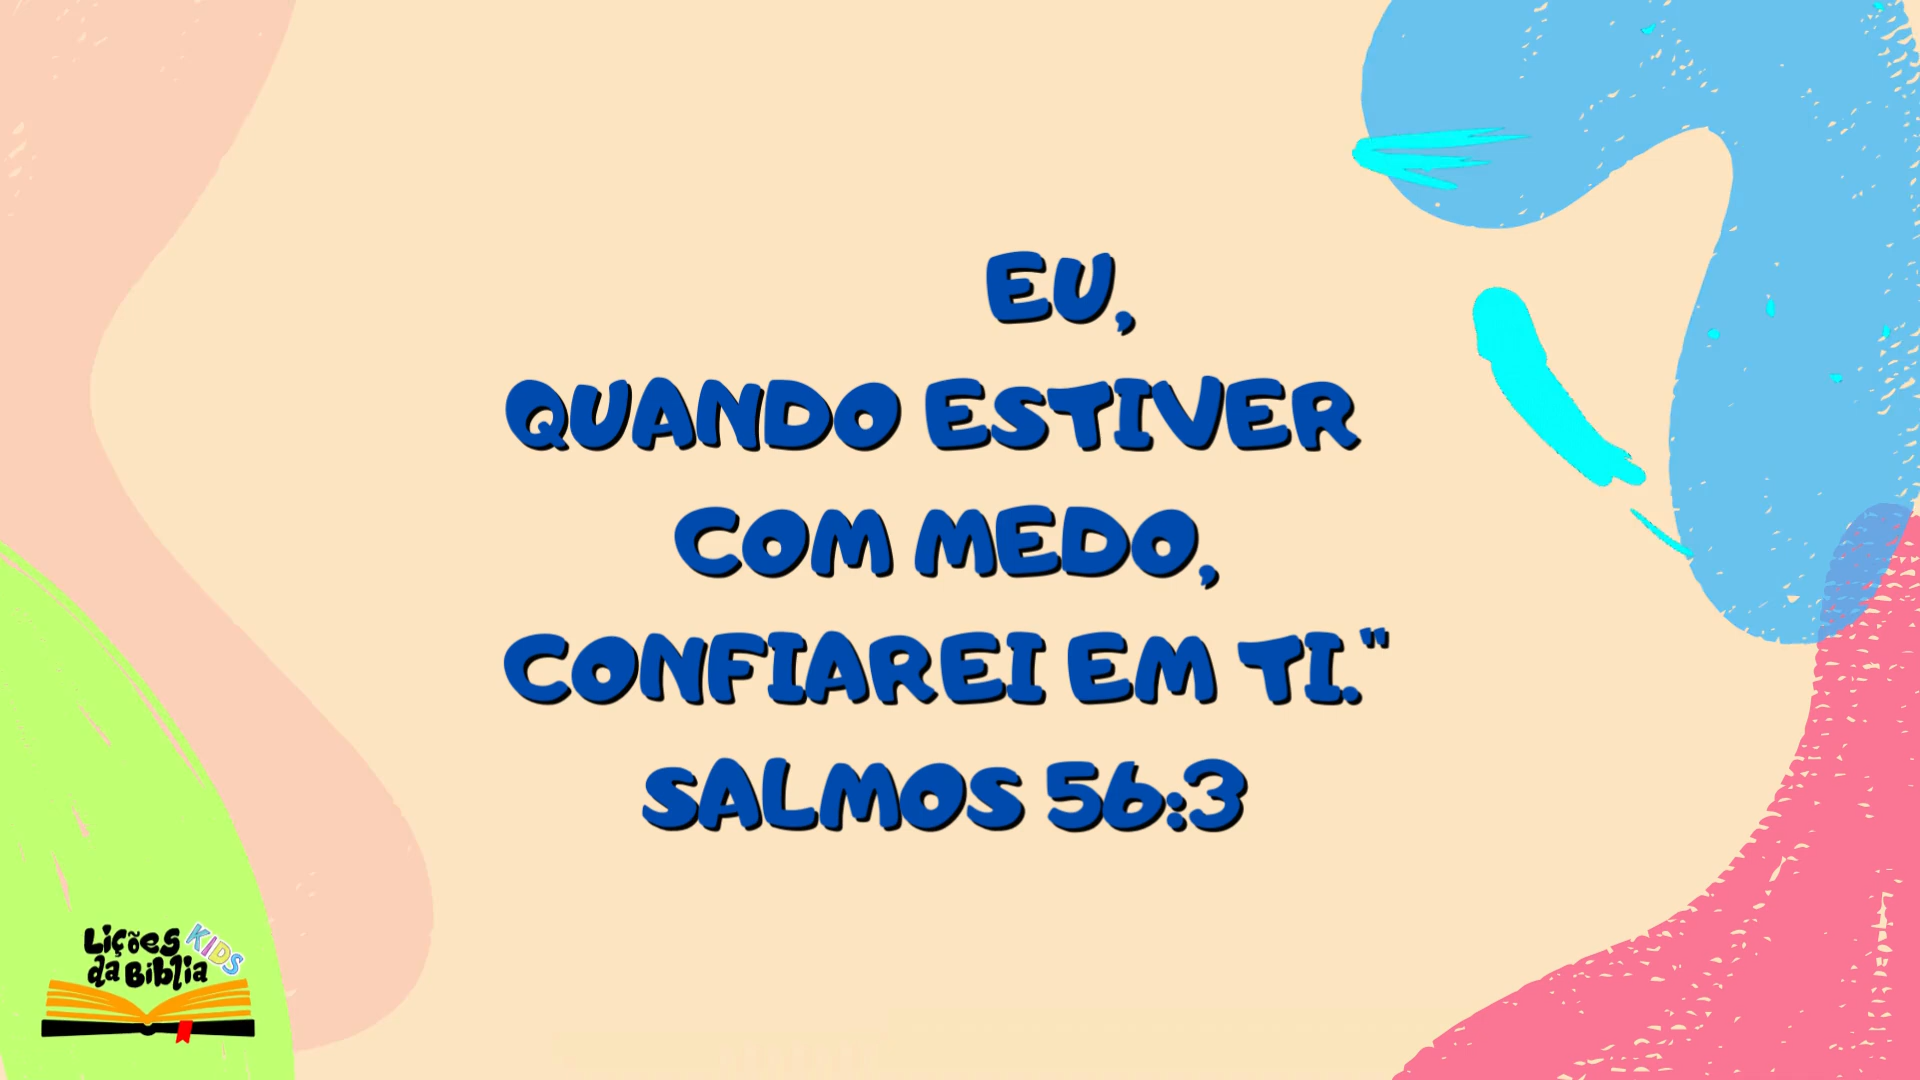 EU,
QUANDO ESTIVER
COM MEDO,
CONFIAREI EM TI."
SALMOS 56:3
Lições KIDS
da Bíblia